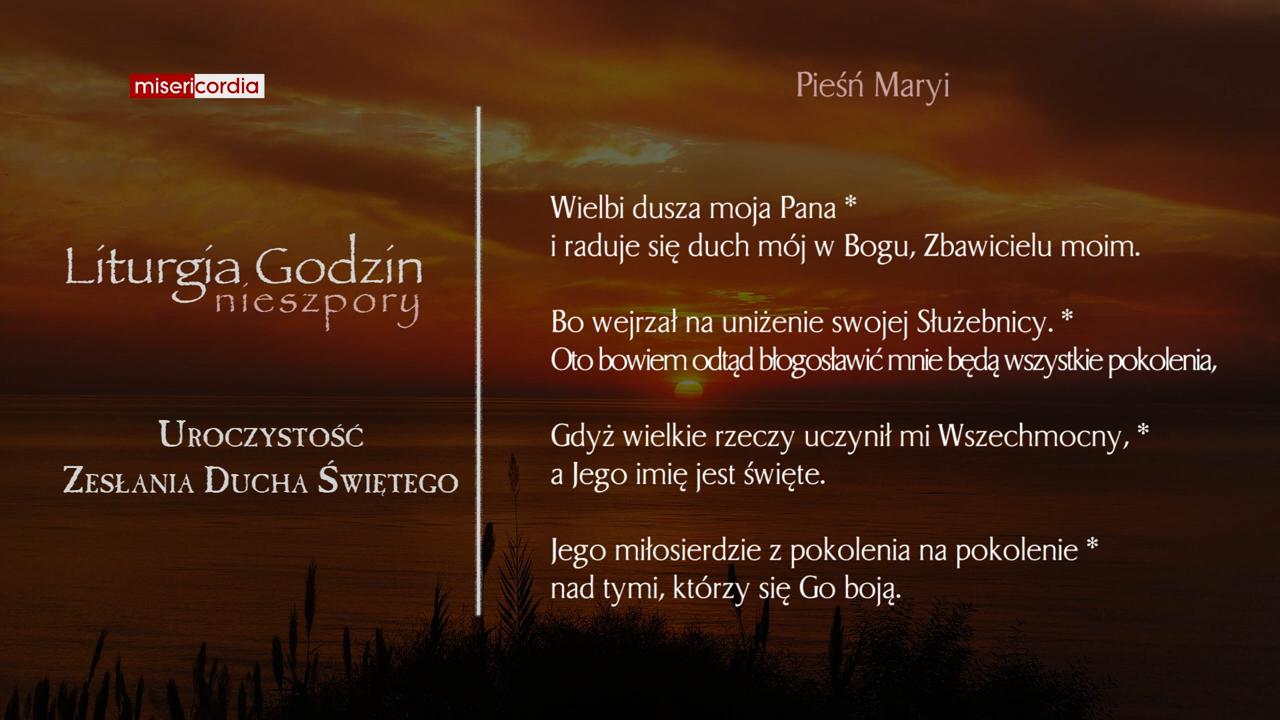 misericordia
Liturgia Godzin
nieszpory
Uroczystość
Zesłania Ducha Świętego
Pieśń Maryi
Wielbi dusza moja Pana *
i raduje się duch mój w Bogu, Zbawicielu moim.
Bo wejrzał na uniżenie swojej Służebnicy. *
Oto bowiem odtąd błogosławić mnie będą wszystkie pokolenia,
Gdyż wielkie rzeczy uczynił mi Wszechmocny, *
a Jego imię jest święte.
Jego miłosierdzie z pokolenia na pokolenie *
nad tymi, którzy się Go boją.